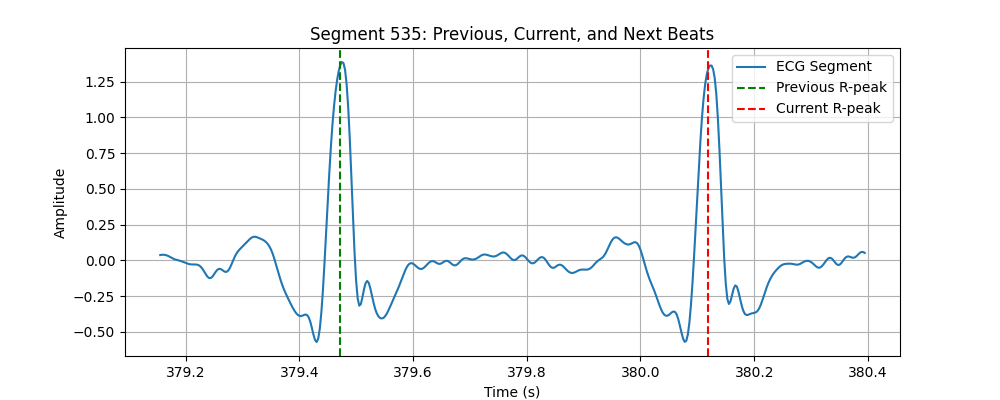 Segment 535: Previous, Current, and Next Beats
ECG Segment
Previous R-peak
Current R-peak
Amplitude
1.25
1.00
0.75
0.50
0.25
0.00
−0.25
−0.50
379.2 379.4 379.6 379.8 380.0 380.2 380.4
Time (s)